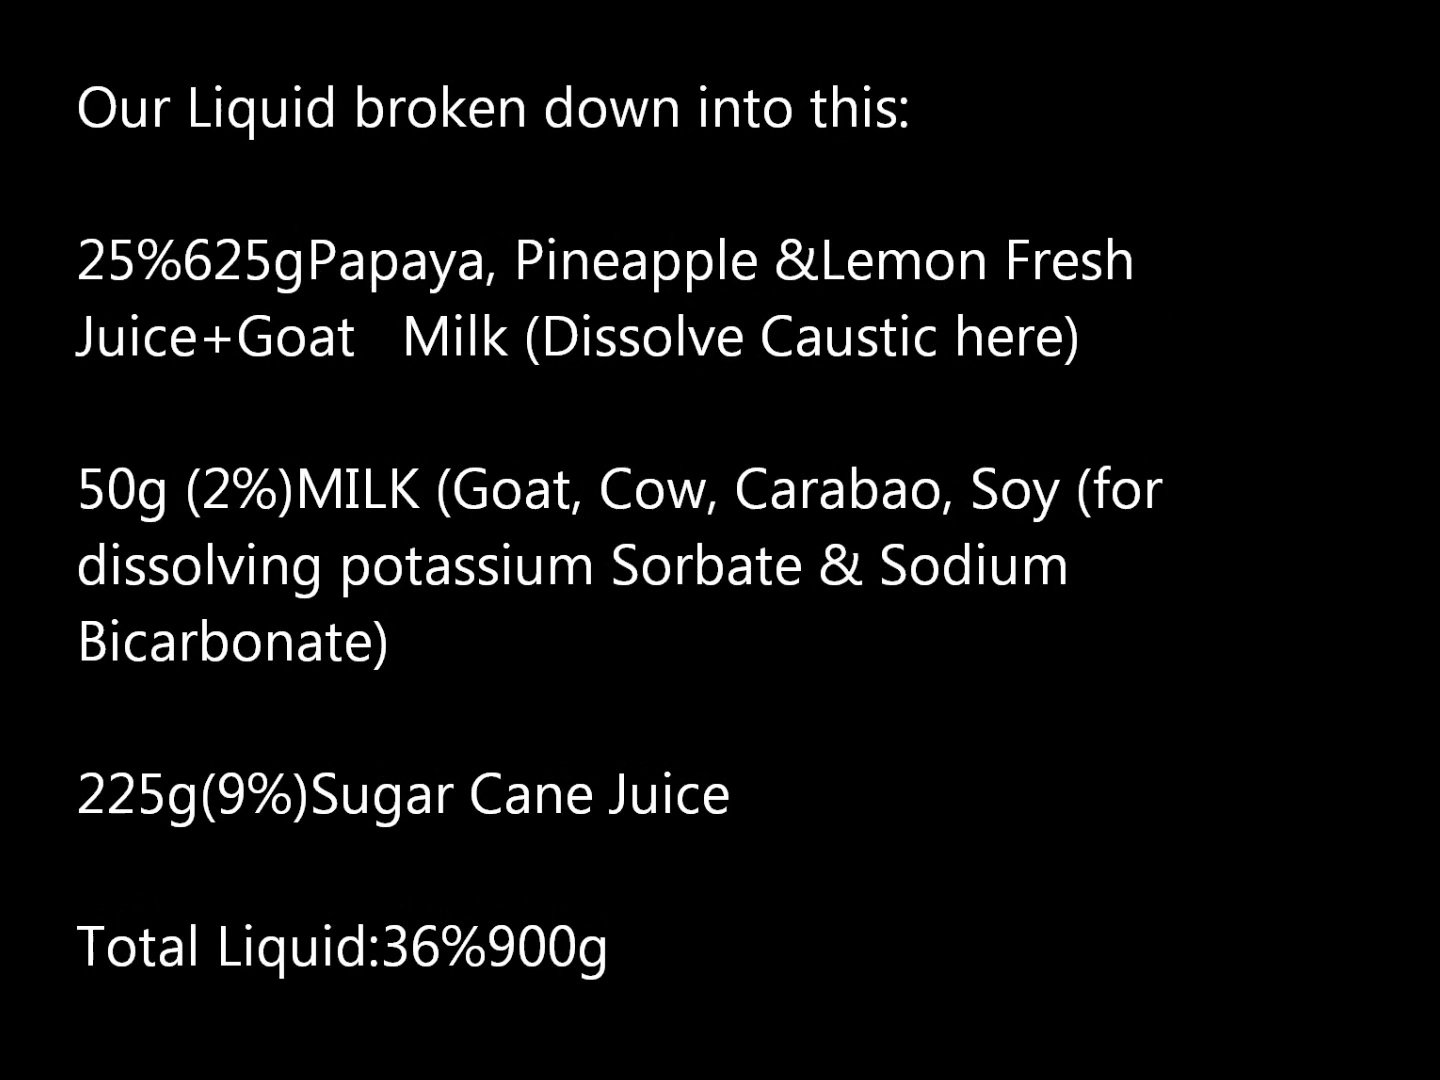 Our Liquid broken down into this:
25%625gPapaya, Pineapple &Lemon Fresh
Juice+Goat   Milk (Dissolve Caustic here)
50g (2%)MILK (Goat, Cow, Carabao, Soy (for
dissolving potassium Sorbate & Sodium
Bicarbonate)
225g(9%)Sugar Cane Juice
Total Liquid:36%900g